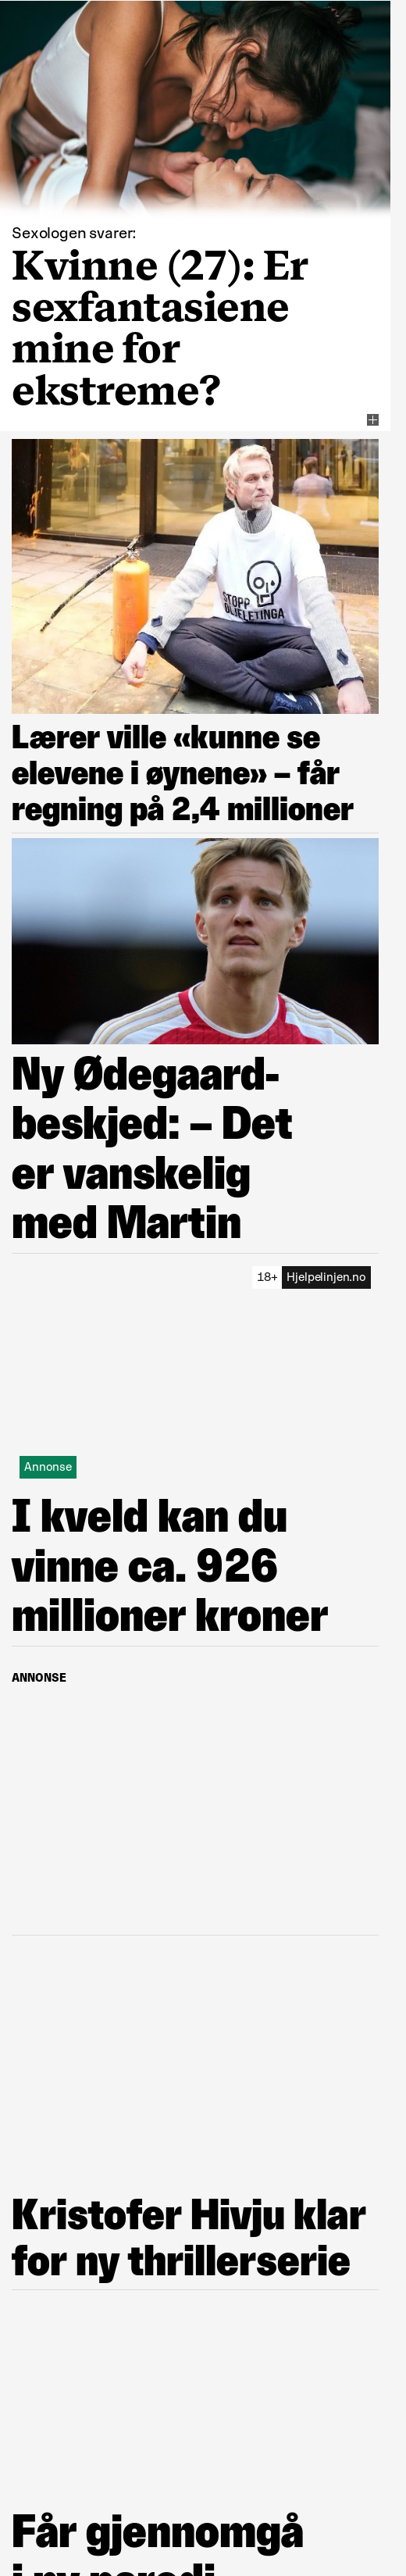 Sexologen svarer:
Kvinne (27): Er
sexfantasiene
mine for
ekstreme?
STOPP
OLJELETINGA
Lærer ville «kunne se
elevene i øynene» – får
regning på 2,4 millioner
Ny Ødegaard-
beskjed: – Det
er vanskelig
med Martin
18+ Hjelpelinjen.no
Annonse
I kveld kan du
vinne ca. 926
millioner kroner
ANNONSE
Kristofer Hivju klar
for ny thrillerserie
Får gjennomgå
i ny parodi